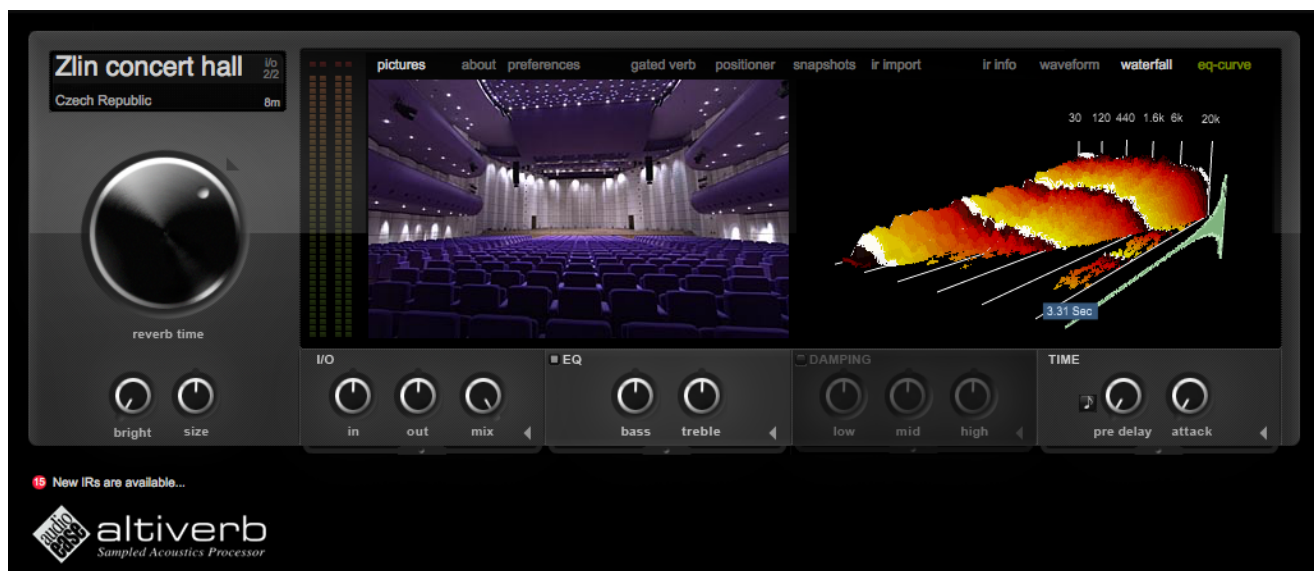 Zlin concert hall i/o 2/2
Czech Republic 8m
pictures about preferences gated verb positioner snapshots ir import ir info waveform waterfall eq-curve
30 120 440 1.6k 6k 20k
3.31 Sec
reverb time
bright size
I/O
in out mix
EQ
bass treble
DAMPING
low mid high
TIME
pre delay attack
15 New IRs are available...
audio ease
altiverb
Sampled Acoustics Processor